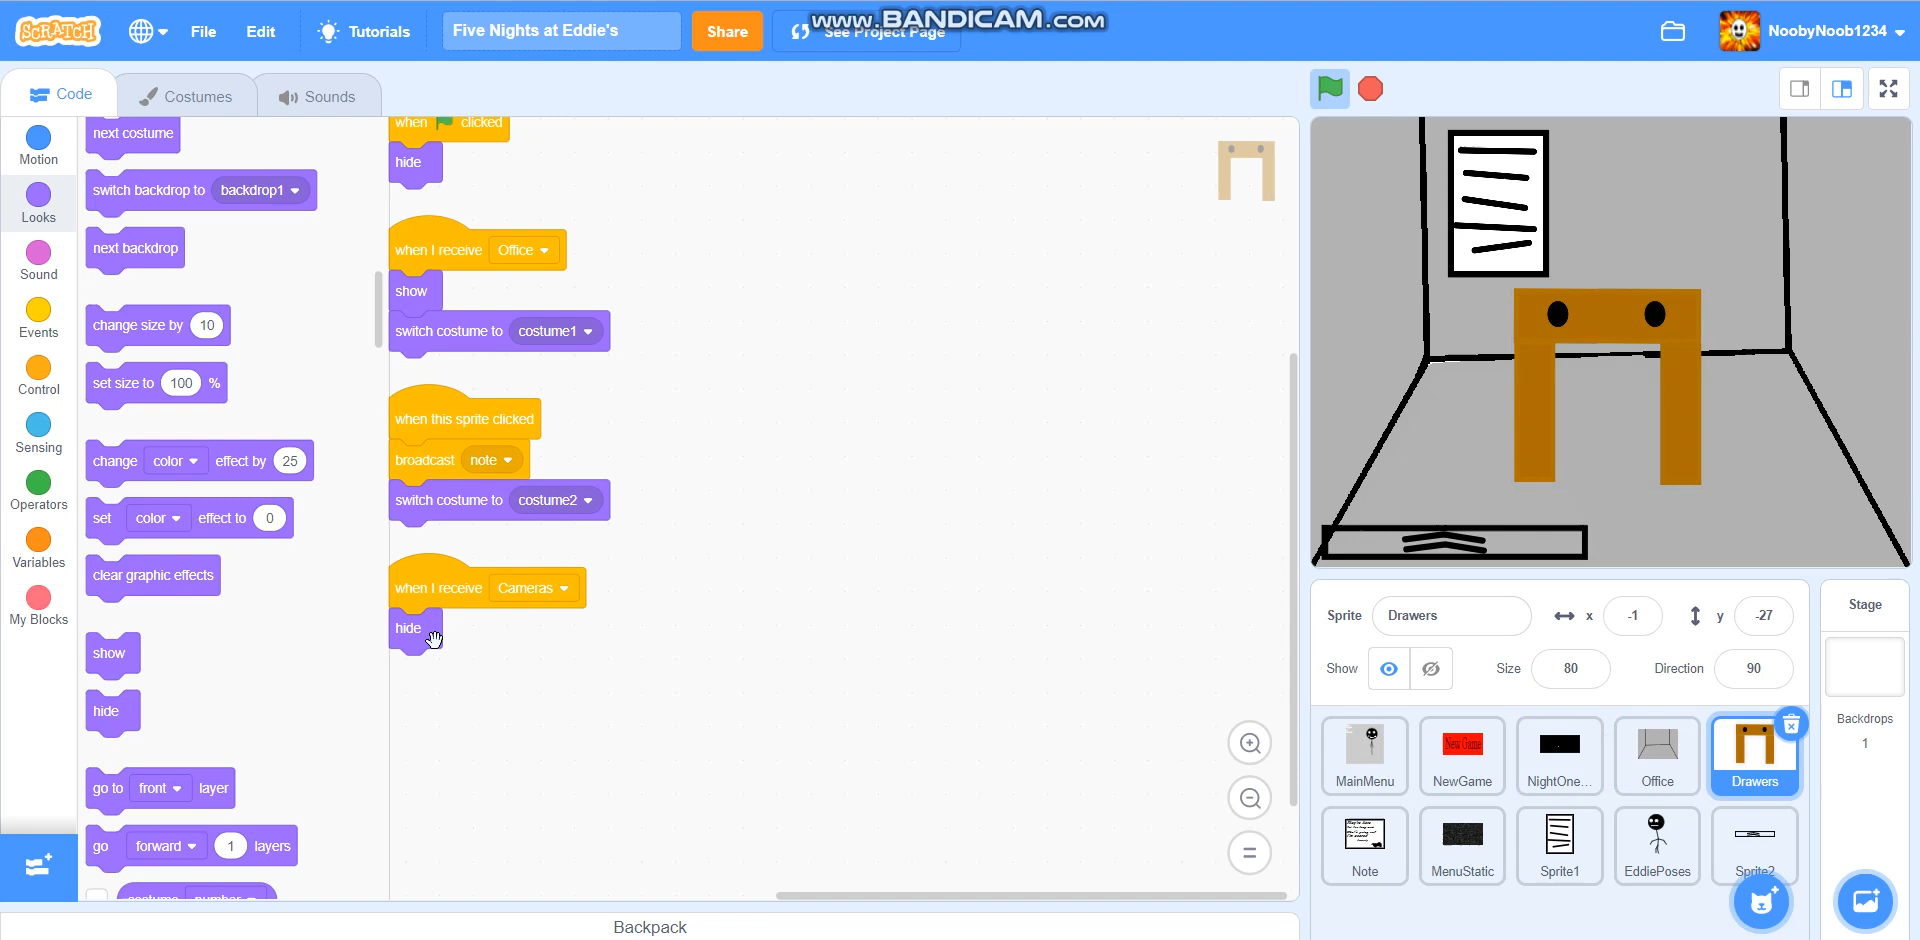 SCRATCH
File
Edit
Tutorials
Five Nights at Eddie's
Share
See Project Page
www.BANDICAM.com
NoobyNoob1234
Code
Costumes
Sounds
Motion
Looks
Sound
Events
Control
Sensing
Operators
Variables
My Blocks
next costume
switch backdrop to backdrop1
next backdrop
change size by 10
set size to 100 %
change color effect by 25
set color effect to 0
clear graphic effects
show
hide
go to front layer
go forward 1 layers
costume number
when clicked
hide
when I receive Office
show
switch costume to costume1
when this sprite clicked
broadcast note
switch costume to costume2
when I receive Cameras
hide
Backpack
Sprite Drawers x -1 y -27
Show Size 80 Direction 90
MainMenu
NewGame
NightOne...
Office
Drawers
Note
MenuStatic
Sprite1
EddiePoses
Sprite2
New Game
Stage
Backdrops
1